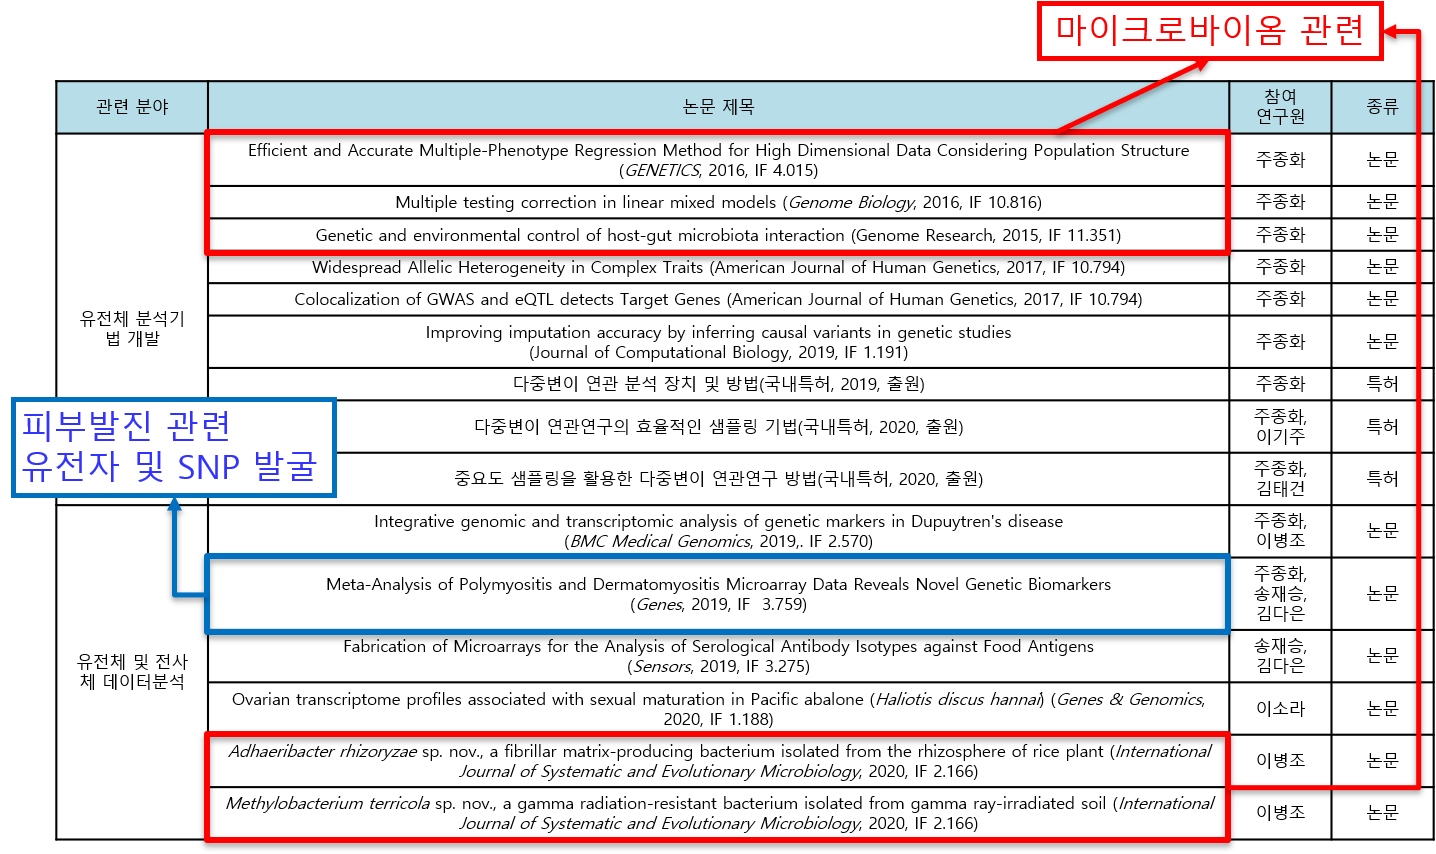 마이크로바이옴 관련
관련 분야
논문 제목
참여
연구원
종류
Efficient and Accurate Multiple-Phenotype Regression Method for High Dimensional Data Considering Population Structure
(GENETICS, 2016, IF 4.015)
주종화
논문
Multiple testing correction in linear mixed models (Genome Biology, 2016, IF 10.816)
주종화
논문
Genetic and environmental control of host-gut microbiota interaction (Genome Research, 2015, IF 11.351)
주종화
논문
Widespread Allelic Heterogeneity in Complex Traits (American Journal of Human Genetics, 2017, IF 10.794)
주종화
논문
Colocalization of GWAS and eQTL detects Target Genes (American Journal of Human Genetics, 2017, IF 10.794)
주종화
논문
유전체 분석기
법 개발
Improving imputation accuracy by inferring causal variants in genetic studies
(Journal of Computational Biology, 2019, IF 1.191)
주종화
논문
다중변이 연관 분석 장치 및 방법(국내특허, 2019, 출원)
주종화
특허
피부발진 관련
유전자 및 SNP 발굴
다중변이 연관연구의 효율적인 샘플링 기법(국내특허, 2020, 출원)
주종화,
이기주
특허
중요도 샘플링을 활용한 다중변이 연관연구 방법(국내특허, 2020, 출원)
주종화,
김태건
특허
Integrative genomic and transcriptomic analysis of genetic markers in Dupuytren's disease
(BMC Medical Genomics, 2019,. IF 2.570)
주종화,
이병조
논문
Meta-Analysis of Polymyositis and Dermatomyositis Microarray Data Reveals Novel Genetic Biomarkers
(Genes, 2019, IF 3.759)
주종화,
송재승,
김다은
논문
유전체 및 전사
체 데이터분석
Fabrication of Microarrays for the Analysis of Serological Antibody Isotypes against Food Antigens
(Sensors, 2019, IF 3.275)
송재승,
김다은
논문
Ovarian transcriptome profiles associated with sexual maturation in Pacific abalone (Haliotis discus hannai) (Genes & Genomics,
2020, IF 1.188)
이소라
논문
Adhaeribacter rhizoryzae sp. nov., a fibrillar matrix-producing bacterium isolated from the rhizosphere of rice plant (International
Journal of Systematic and Evolutionary Microbiology, 2020, IF 2.166)
이병조
논문
Methylobacterium terricola sp. nov., a gamma radiation-resistant bacterium isolated from gamma ray-irradiated soil (International
Journal of Systematic and Evolutionary Microbiology, 2020, IF 2.166)
이병조
논문